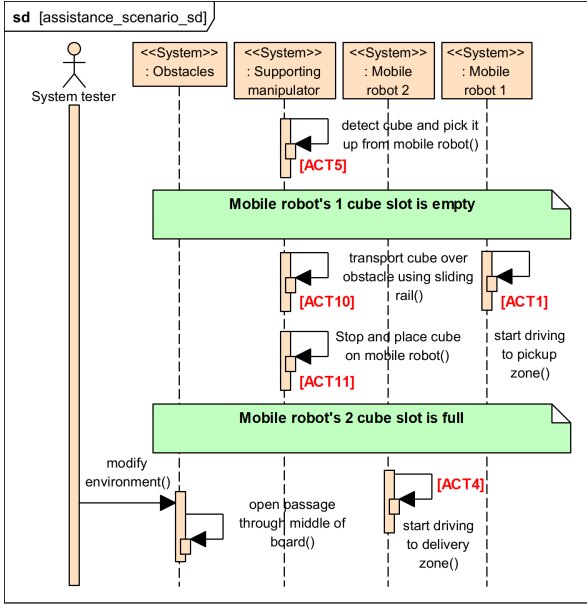 sd [assistance_scenario_sd]
System tester
<<System>>
: Obstacles
<<System>>
: Supporting
manipulator
<<System>>
: Mobile
robot 2
<<System>>
: Mobile
robot 1
detect cube and pick it
up from mobile robot()
[ACT5]
Mobile robot's 1 cube slot is empty
transport cube over
obstacle using sliding
rail()
[ACT10]
[ACT1]
start driving
to pickup
zone()
Stop and place cube
on mobile robot()
[ACT11]
Mobile robot's 2 cube slot is full
modify
environment()
open passage
through middle of
board()
[ACT4]
start driving
to delivery
zone()